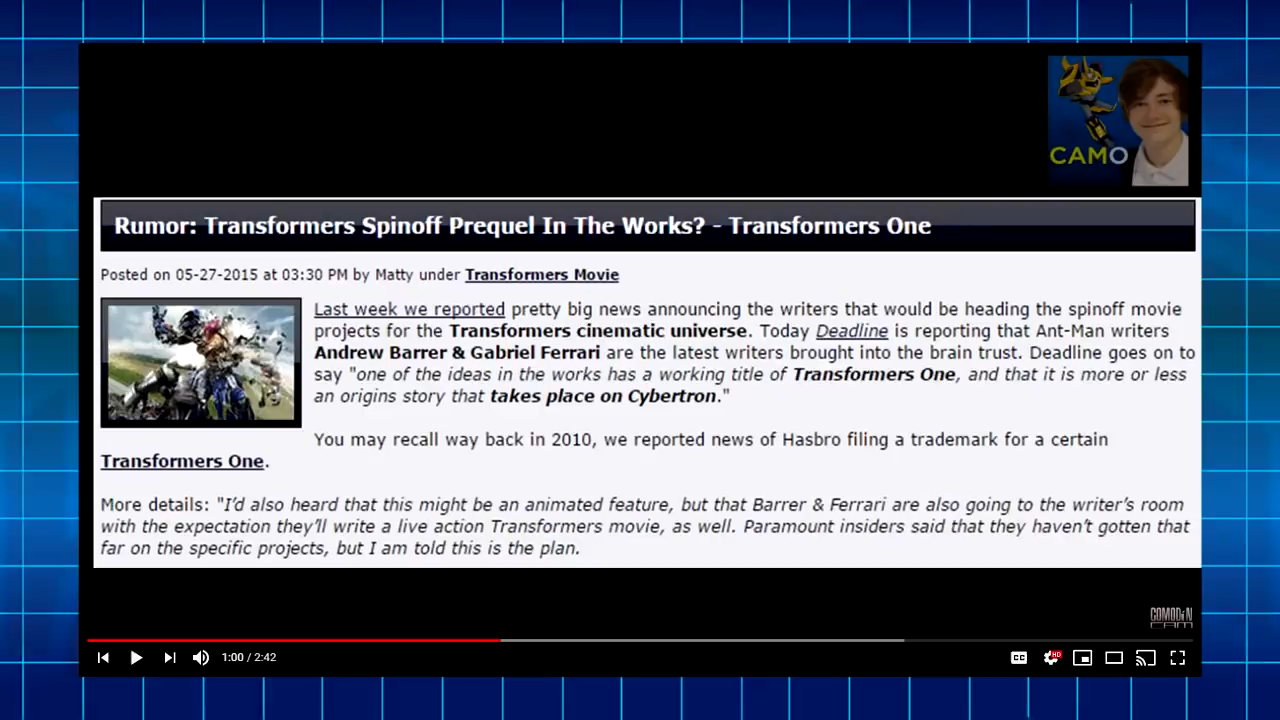 CAMO
Rumor: Transformers Spinoff Prequel In The Works? - Transformers One
Posted on 05-27-2015 at 03:30 PM by Matty under Transformers Movie
Last week we reported pretty big news announcing the writers that would be heading the spinoff movie
projects for the Transformers cinematic universe. Today Deadline is reporting that Ant-Man writers
Andrew Barrer & Gabriel Ferrari are the latest writers brought into the brain trust. Deadline goes on to
say "one of the ideas in the works has a working title of Transformers One, and that it is more or less
an origins story that takes place on Cybertron."
You may recall way back in 2010, we reported news of Hasbro filing a trademark for a certain
Transformers One.
More details: "I'd also heard that this might be an animated feature, but that Barrer & Ferrari are also going to the writer's room
with the expectation they'll write a live action Transformers movie, as well. Paramount insiders said that they haven't gotten that
far on the specific projects, but I am told this is the plan.
COMODIN
CAM
1:00 / 2:42
CC
HD